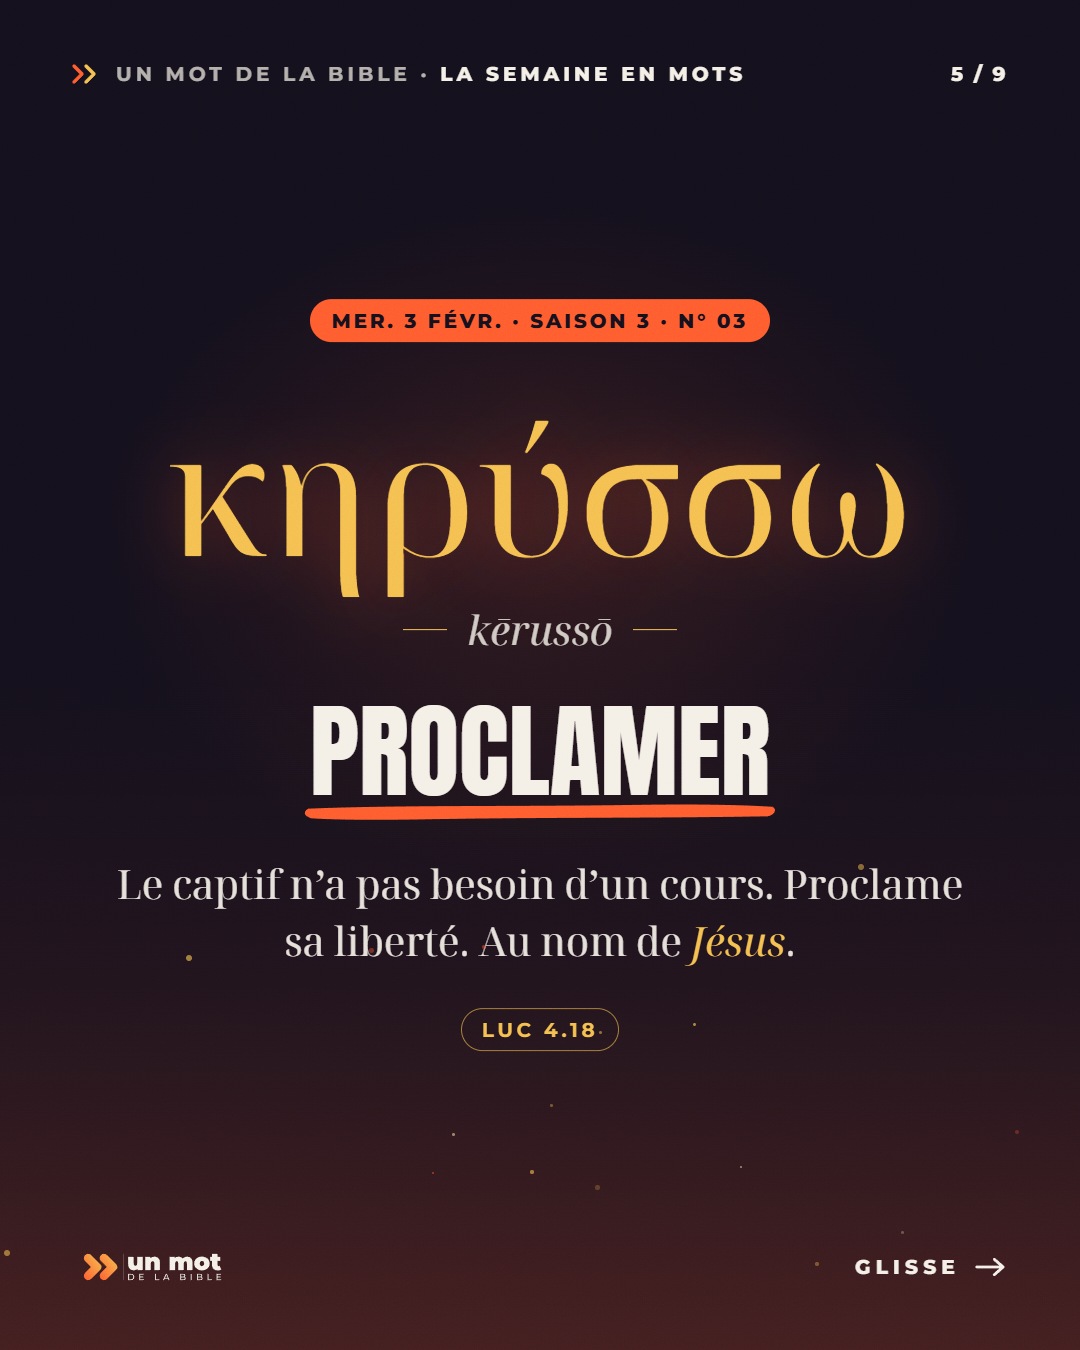 UN MOT DE LA BIBLE · LA SEMAINE EN MOTS
5 / 9
MER. 3 FÉVR. · SAISON 3 · N° 03
κηρύσσω
kērussō
PROCLAMER
Le captif n’a pas besoin d’un cours. Proclame
sa liberté. Au nom de Jésus.
LUC 4.18
un mot
DE LA BIBLE
GLISSE →